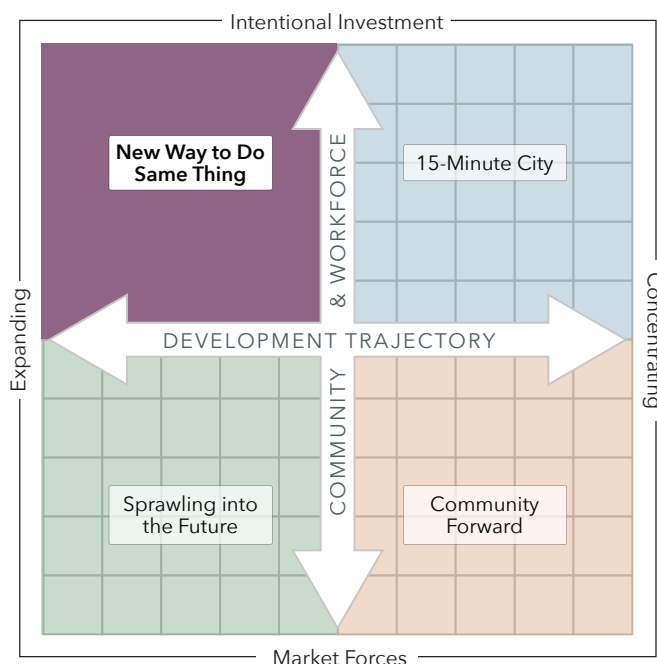 Intentional Investment
New Way to Do
Same Thing
15-Minute City
COMMUNITY & WORKFORCE
Expanding
Concentrating
DEVELOPMENT TRAJECTORY
Sprawling into
the Future
Community
Forward
Market Forces